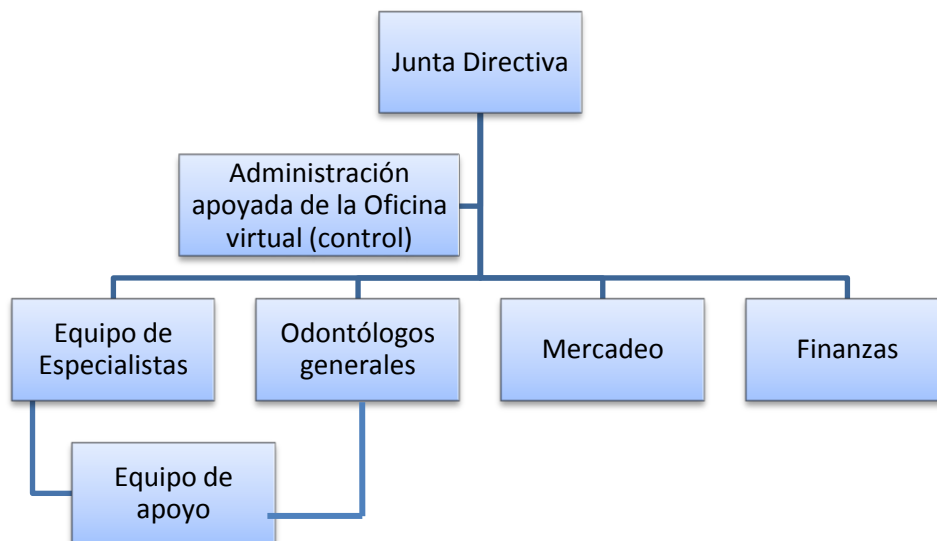 Junta Directiva
Administración
apoyada de la Oficina
virtual (control)
Equipo de
Especialistas
Odontólogos
generales
Mercadeo
Finanzas
Equipo de
apoyo